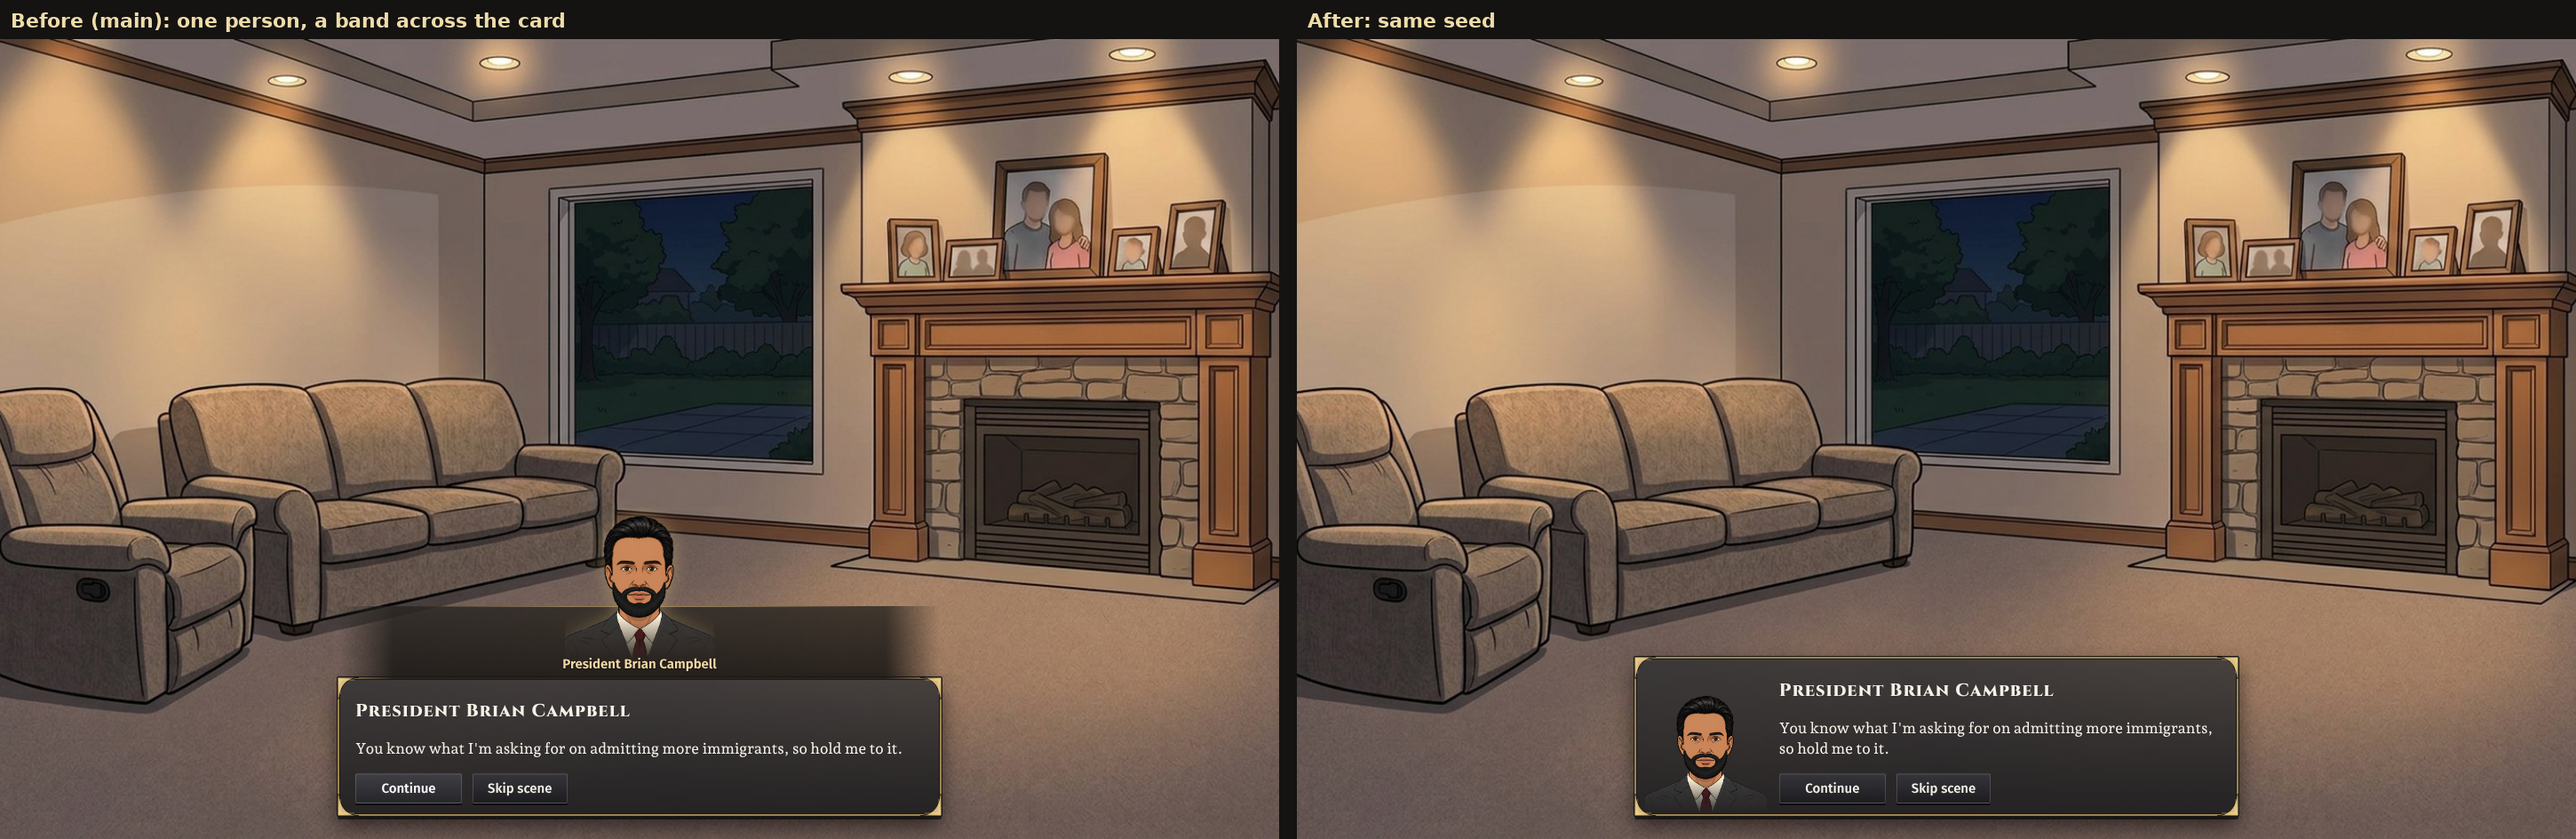 Before (main): one person, a band across the card
President Brian Campbell
President Brian Campbell
You know what I'm asking for on admitting more immigrants, so hold me to it.
Continue
Skip scene
After: same seed
President Brian Campbell
You know what I'm asking for on admitting more immigrants,
so hold me to it.
Continue
Skip scene